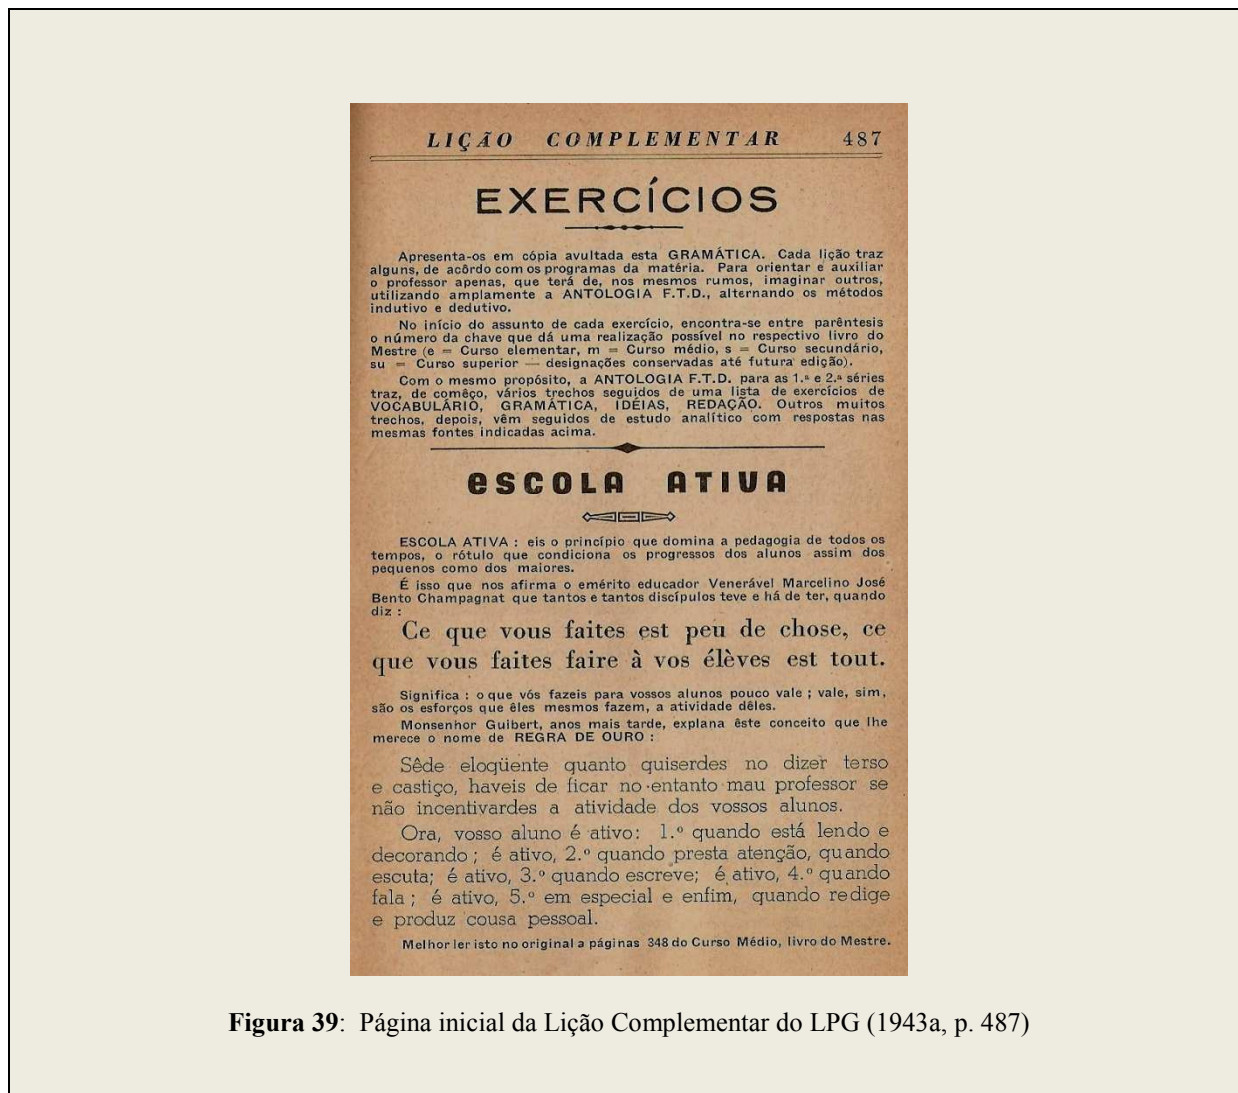 LIÇÃO COMPLEMENTAR 487
EXERCÍCIOS
Apresenta-os em cópia avultada esta GRAMÁTICA. Cada lição traz
alguns, de acôrdo com os programas da matéria. Para orientar e auxiliar
o professor apenas, que terá de, nos mesmos rumos, imaginar outros,
utilizando amplamente a ANTOLOGIA F.T.D., alternando os métodos
indutivo e dedutivo.
No início do assunto de cada exercício, encontra-se entre parêntesis
o número da chave que dá uma realização possível no respectivo livro do
Mestre (e = Curso elementar, m = Curso médio, s = Curso secundário,
su = Curso superior — designações conservadas até futura edição).
Com o mesmo propósito, a ANTOLOGIA F.T.D. para as 1.ª e 2.ª séries
traz, de comêço, vários trechos seguidos de uma lista de exercícios de
VOCABULÁRIO, GRAMÁTICA, IDÉIAS, REDAÇÃO. Outros muitos
trechos, depois, vêm seguidos de estudo analítico com respostas nas
mesmas fontes indicadas acima.
ESCOLA ATIVA
ESCOLA ATIVA : eis o princípio que domina a pedagogia de todos os
tempos, o rótulo que condiciona os progressos dos alunos assim dos
pequenos como dos maiores.
É isso que nos afirma o emérito educador Venerável Marcelino José
Bento Champagnat que tantos e tantos discípulos teve e há de ter, quando
diz :
Ce que vous faites est peu de chose, ce
que vous faites faire à vos élèves est tout.
Significa : o que vós fazeis para vossos alunos pouco vale ; vale, sim,
são os esforços que êles mesmos fazem, a atividade dêles.
Monsenhor Guibert, anos mais tarde, explana êste conceito que lhe
merece o nome de REGRA DE OURO :
Sêde eloqüente quanto quiserdes no dizer terso
e castiço, haveis de ficar no entanto mau professor se
não incentivardes a atividade dos vossos alunos.
Ora, vosso aluno é ativo: 1.º quando está lendo e
decorando ; é ativo, 2.º quando presta atenção, quando
escuta; é ativo, 3.º quando escreve; é ativo, 4.º quando
fala ; é ativo, 5.º em especial e enfim, quando redige
e produz cousa pessoal.
Melhor ler isto no original a páginas 348 do Curso Médio, livro do Mestre.
Figura 39: Página inicial da Lição Complementar do LPG (1943a, p. 487)